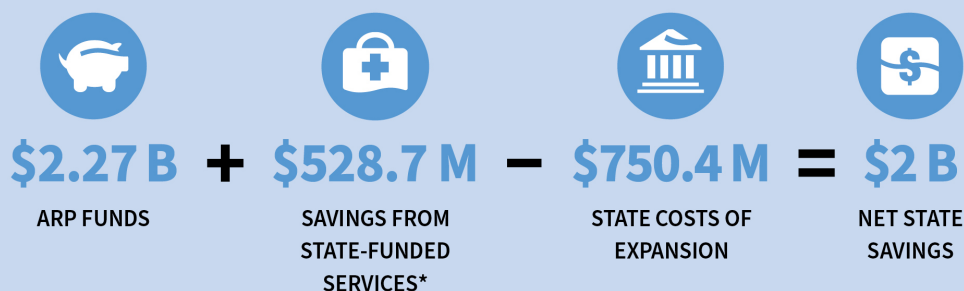 $2.27 B + $528.7 M − $750.4 M = $2 B
ARP FUNDS
SAVINGS FROM
STATE-FUNDED
SERVICES*
STATE COSTS OF
EXPANSION
NET STATE
SAVINGS